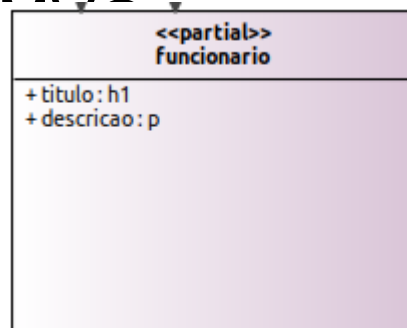 <<partial>>
funcionario
+ titulo : h1
+ descricao : p